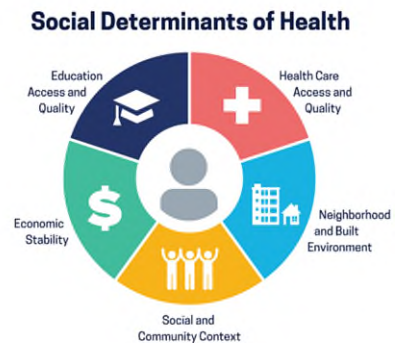 Social Determinants of Health
Education
Access and
Quality
Health Care
Access and
Quality
$
Neighborhood
and Built
Environment
Economic
Stability
Social and
Community Context